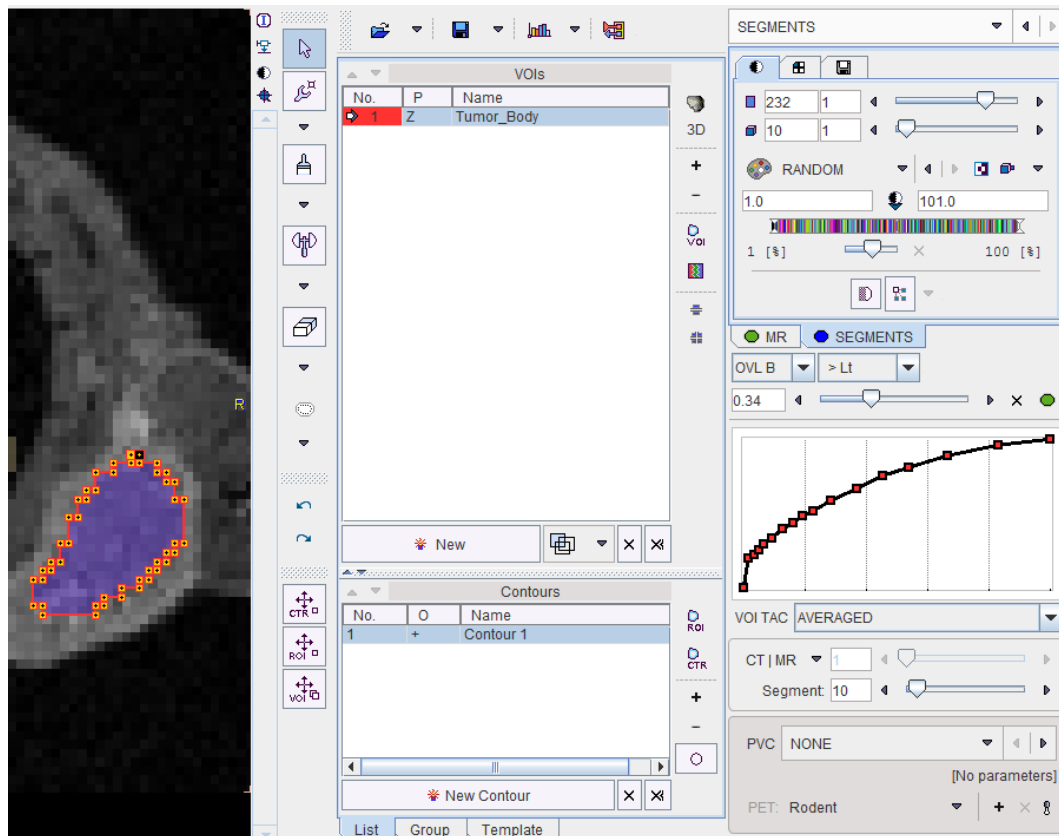 SEGMENTS
VOIs
No. P Name
1 Z Tumor_Body
3D
+
-
VOI
New
Contours
No. O Name
1 + Contour 1
CTR
ROI
VOI
ROI
CTR
+
-
New Contour
List Group Template
R
232 1
10 1
RANDOM
1.0 101.0
1 [%] 100 [%]
MR SEGMENTS
OVL B > Lt
0.34
VOI TAC AVERAGED
CT | MR 1
Segment: 10
PVC NONE
[No parameters]
PET: Rodent